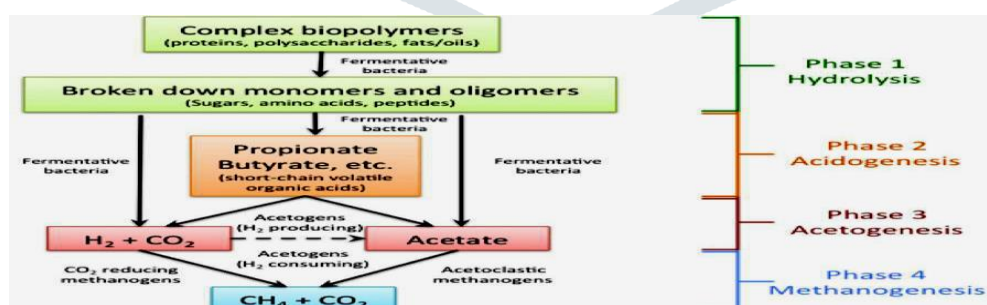 Complex biopolymers
(proteins, polysaccharides, fats/oils)
Fermentative
bacteria
Phase 1
Hydrolysis
Broken down monomers and oligomers
(Sugars, amino acids, peptides)
Fermentative
bacteria
Propionate
Butyrate, etc.
(short-chain volatile
organic acids)
Fermentative
bacteria
Fermentative
bacteria
Phase 2
Acidogenesis
Acetogens
(H₂ producing)
H₂ + CO₂
Acetate
Phase 3
Acetogenesis
Acetogens
(H₂ consuming)
CO₂ reducing
methanogens
Acetoclastic
methanogens
CH₄ + CO₂
Phase 4
Methanogenesis